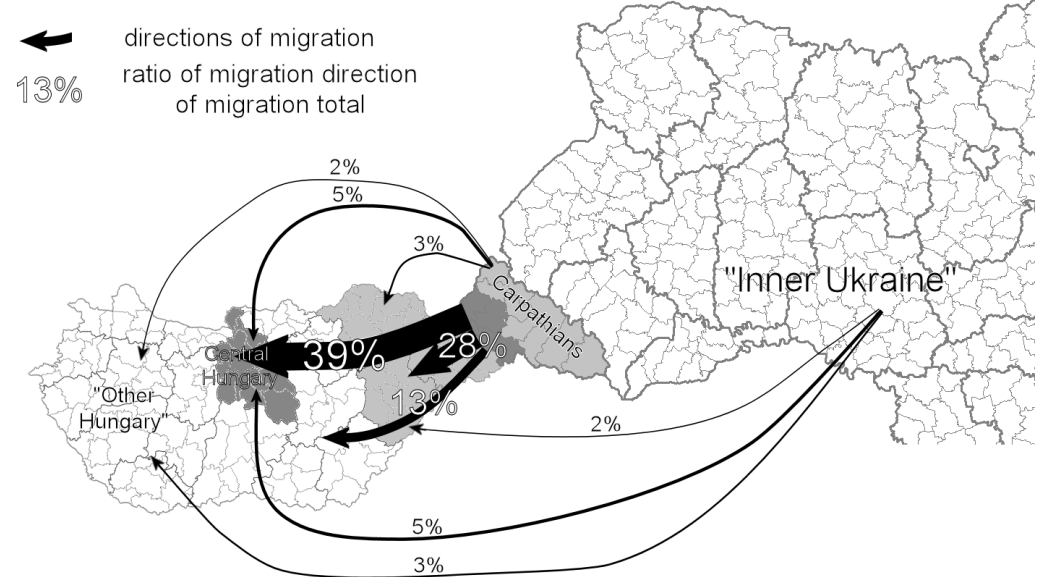 directions of migration
13%
ratio of migration direction
of migration total
2%
5%
3%
"Inner Ukraine"
Carpathians
39%
28%
Central
Hungary
"Other
Hungary"
13%
2%
5%
3%